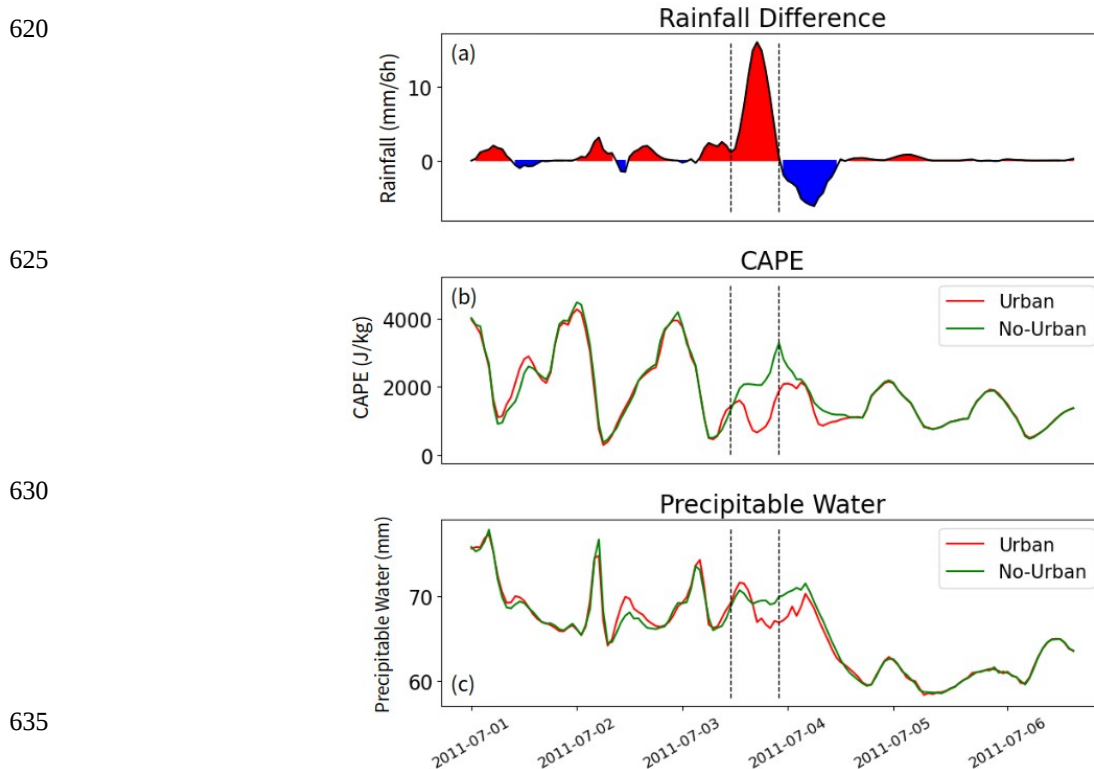 620
Rainfall Difference
(a)
Rainfall (mm/6h)
10
0
625
CAPE
(b)
CAPE (J/kg)
4000
2000
0
Urban
No-Urban
630
Precipitable Water
Precipitable Water (mm)
70
60
(c)
Urban
No-Urban
635
2011-07-01
2011-07-02
2011-07-03
2011-07-04
2011-07-05
2011-07-06